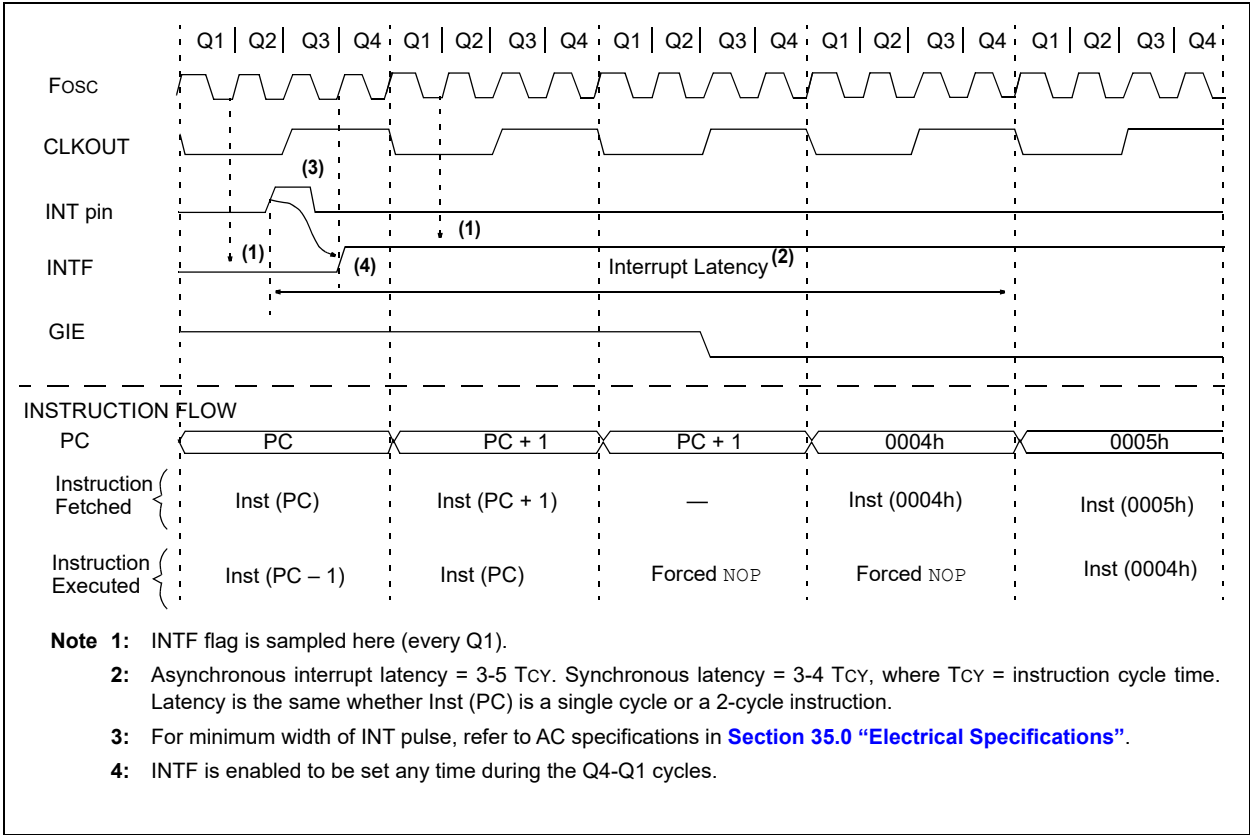 Q1 Q2 Q3 Q4 Q1 Q2 Q3 Q4 Q1 Q2 Q3 Q4 Q1 Q2 Q3 Q4 Q1 Q2 Q3 Q4
FOSC
CLKOUT
(3)
INT pin
(1) (1)
INTF (4) Interrupt Latency(2)
GIE
INSTRUCTION FLOW
PC PC PC + 1 PC + 1 0004h 0005h
Instruction
Fetched
Inst (PC) Inst (PC + 1) — Inst (0004h) Inst (0005h)
Instruction
Executed
Inst (PC – 1) Inst (PC) Forced NOP Forced NOP Inst (0004h)
Note 1: INTF flag is sampled here (every Q1).
2: Asynchronous interrupt latency = 3-5 TCY. Synchronous latency = 3-4 TCY, where TCY = instruction cycle time.
Latency is the same whether Inst (PC) is a single cycle or a 2-cycle instruction.
3: For minimum width of INT pulse, refer to AC specifications in Section 35.0 “Electrical Specifications”.
4: INTF is enabled to be set any time during the Q4-Q1 cycles.